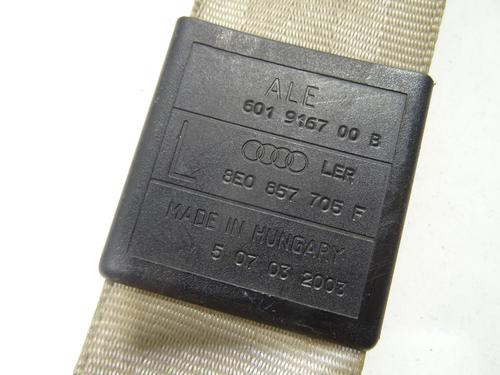 ALE
601 9167 00 B
L LER
8E0 857 705 F
MADE IN HUNGARY
5 07 03 2003